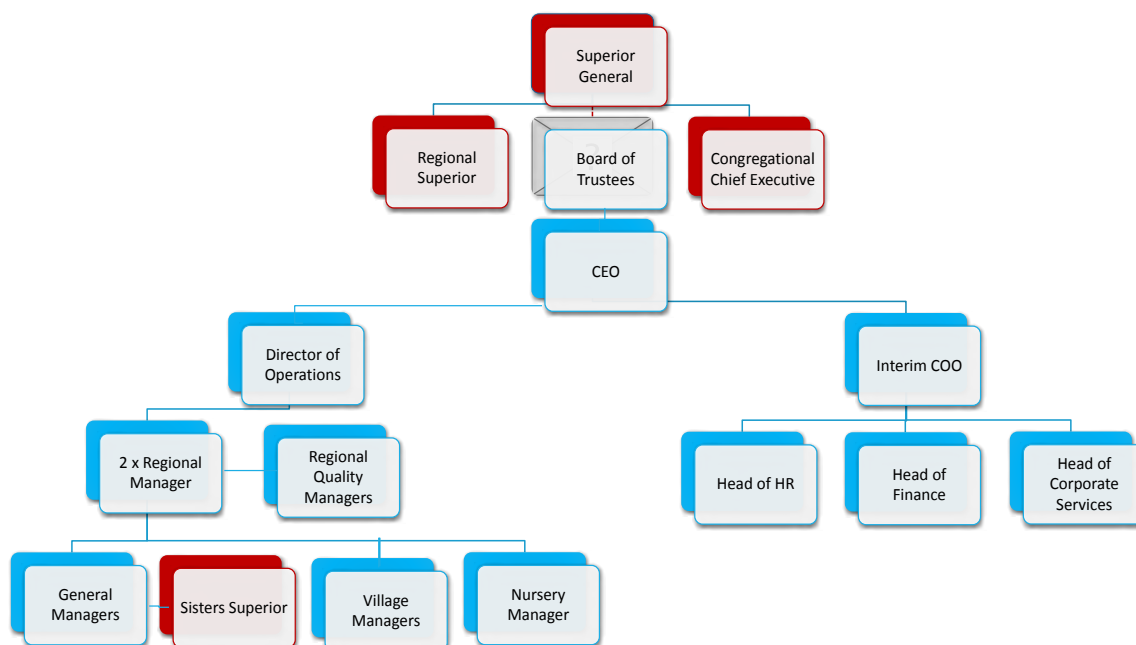 Superior
General
Regional
Superior
Board of
Trustees
Congregational
Chief Executive
CEO
Director of
Operations
Interim COO
2 x Regional
Manager
Regional
Quality
Managers
Head of HR
Head of
Finance
Head of
Corporate
Services
General
Managers
Sisters Superior
Village
Managers
Nursery
Manager